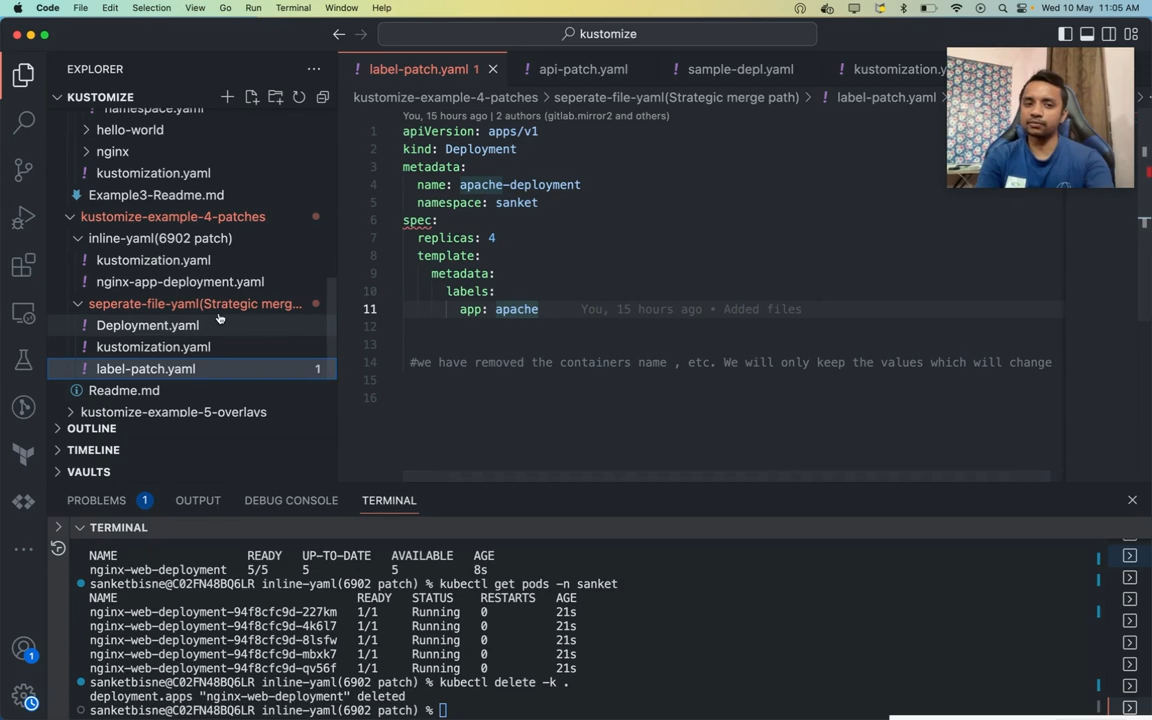 Code File Edit Selection View Go Run Terminal Window Help Wed 10 May 11:05 AM
kustomize
EXPLORER
label-patch.yaml 1
api-patch.yaml
sample-depl.yaml
kustomization.y
KUSTOMIZE
kustomize-example-4-patches > seperate-file-yaml(Strategic merge path) > label-patch.yaml >
namespace.yaml
You, 15 hours ago | 2 authors (gitlab.mirror2 and others)
hello-world
nginx
kustomization.yaml
Example3-Readme.md
kustomize-example-4-patches
inline-yaml(6902 patch)
kustomization.yaml
nginx-app-deployment.yaml
seperate-file-yaml(Strategic merg...
Deployment.yaml
kustomization.yaml
label-patch.yaml 1
Readme.md
kustomize-example-5-overlays
OUTLINE
TIMELINE
VAULTS
1 apiVersion: apps/v1
2 kind: Deployment
3 metadata:
4 name: apache-deployment
5 namespace: sanket
6 spec:
7 replicas: 4
8 template:
9 metadata:
10 labels:
11 app: apache You, 15 hours ago • Added files
12
13
14 #we have removed the containers name , etc. We will only keep the values which will change
15
16
PROBLEMS 1 OUTPUT DEBUG CONSOLE TERMINAL
TERMINAL
NAME READY UP-TO-DATE AVAILABLE AGE
nginx-web-deployment 5/5 5 5 8s
sanketbisne@C02FN48BQ6LR inline-yaml(6902 patch) % kubectl get pods -n sanket
NAME READY STATUS RESTARTS AGE
nginx-web-deployment-94f8cfc9d-227km 1/1 Running 0 21s
nginx-web-deployment-94f8cfc9d-4k6l7 1/1 Running 0 21s
nginx-web-deployment-94f8cfc9d-8lsfw 1/1 Running 0 21s
nginx-web-deployment-94f8cfc9d-mbxk7 1/1 Running 0 21s
nginx-web-deployment-94f8cfc9d-qv56f 1/1 Running 0 21s
sanketbisne@C02FN48BQ6LR inline-yaml(6902 patch) % kubectl delete -k .
deployment.apps "nginx-web-deployment" deleted
sanketbisne@C02FN48BQ6LR inline-yaml(6902 patch) %
1